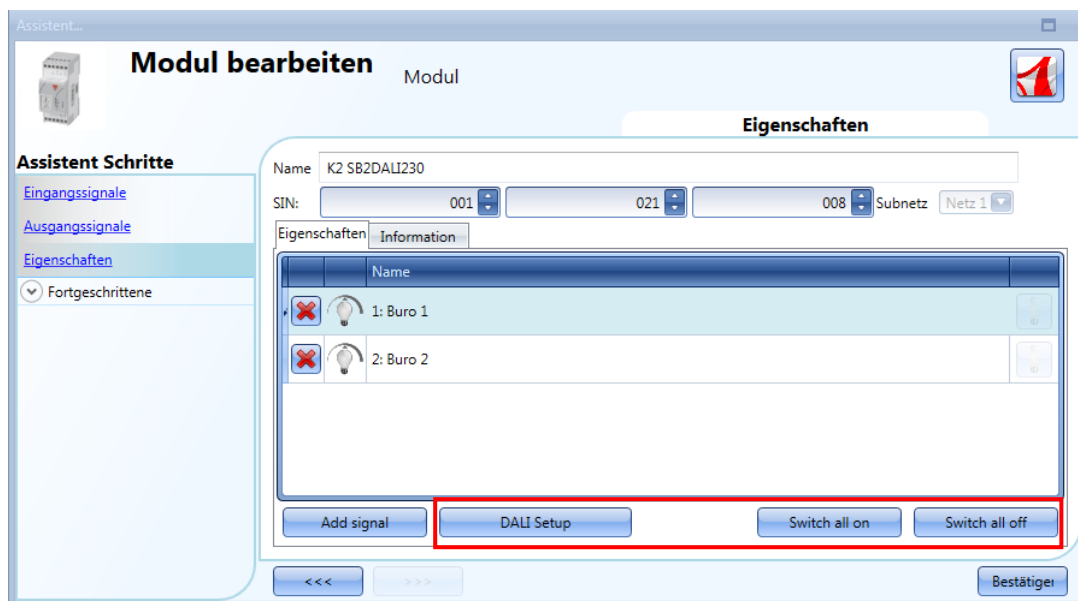 Assistent...
Modul bearbeiten
Modul
Eigenschaften
Assistent Schritte
Eingangssignale
Ausgangssignale
Eigenschaften
Fortgeschrittene
Name K2 SB2DALI230
SIN: 001 021 008 Subnetz Netz 1
Eigenschaften Information
Name
1: Buro 1
2: Buro 2
Add signal DALI Setup Switch all on Switch all off
<<< >>> Bestätiger